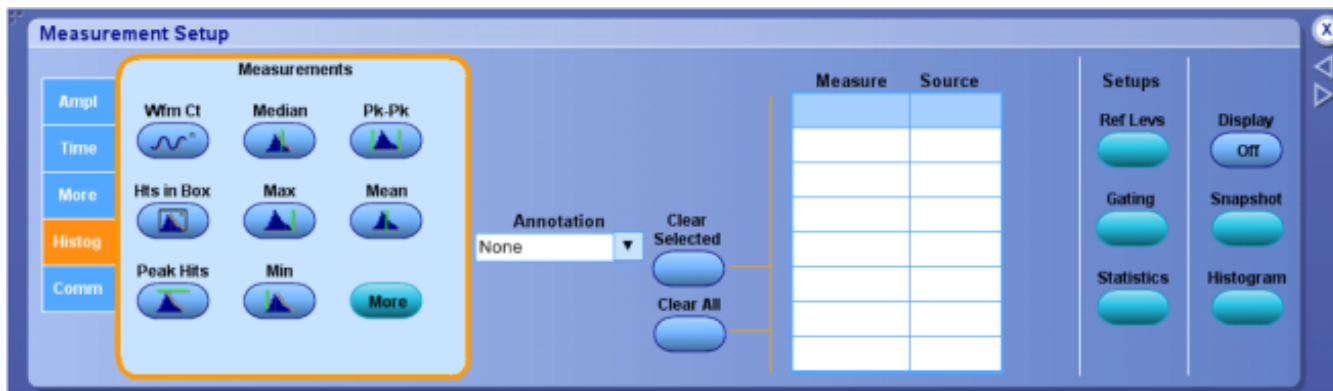 Measurement Setup
X
Ampl
Time
More
Histog
Comm
Measurements
Wfm Ct
Median
Pk-Pk
Hts in Box
Max
Mean
Peak Hits
Min
More
Annotation
None
Clear Selected
Clear All
Measure Source
Setups
Ref Levs
Gating
Statistics
Display
Off
Snapshot
Histogram